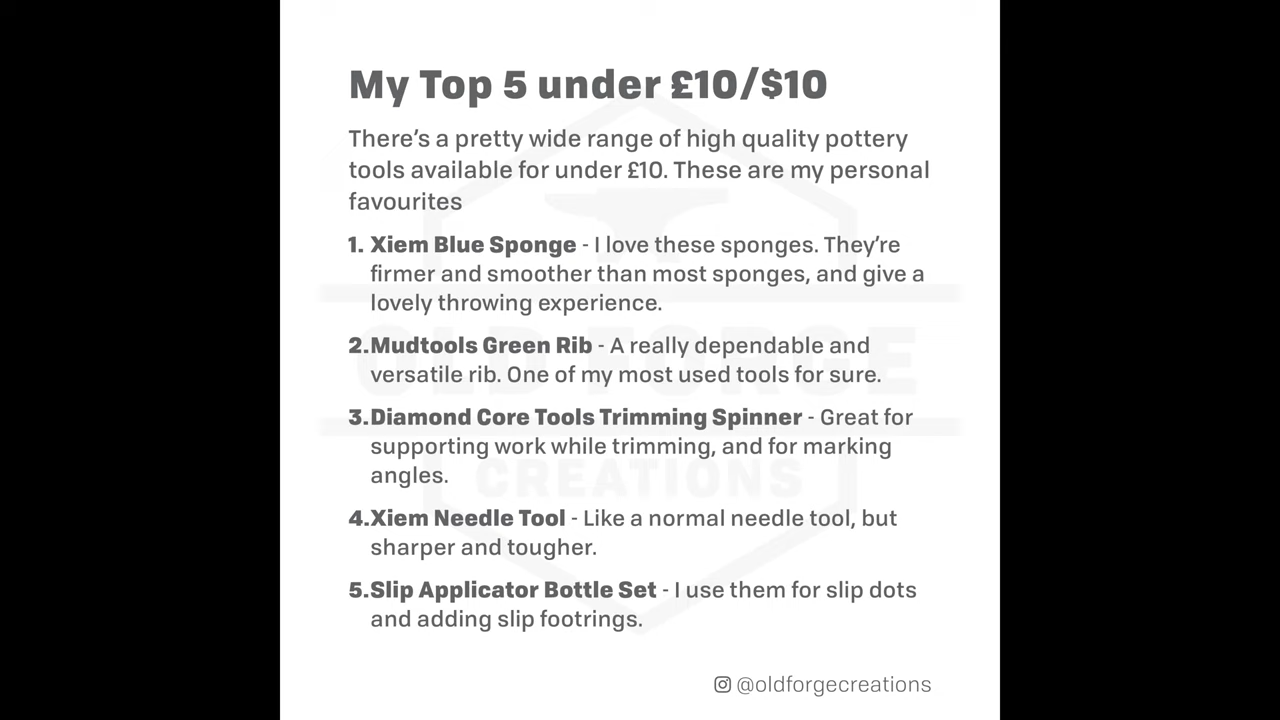 My Top 5 under £10/$10
There's a pretty wide range of high quality pottery
tools available for under £10. These are my personal
favourites
1. Xiem Blue Sponge - I love these sponges. They're
firmer and smoother than most sponges, and give a
lovely throwing experience.
2.Mudtools Green Rib - A really dependable and
versatile rib. One of my most used tools for sure.
3.Diamond Core Tools Trimming Spinner - Great for
supporting work while trimming, and for marking
angles.
4.Xiem Needle Tool - Like a normal needle tool, but
sharper and tougher.
5.Slip Applicator Bottle Set - I use them for slip dots
and adding slip footrings.
@oldforgecreations
OLD FORGE
CREATIONS